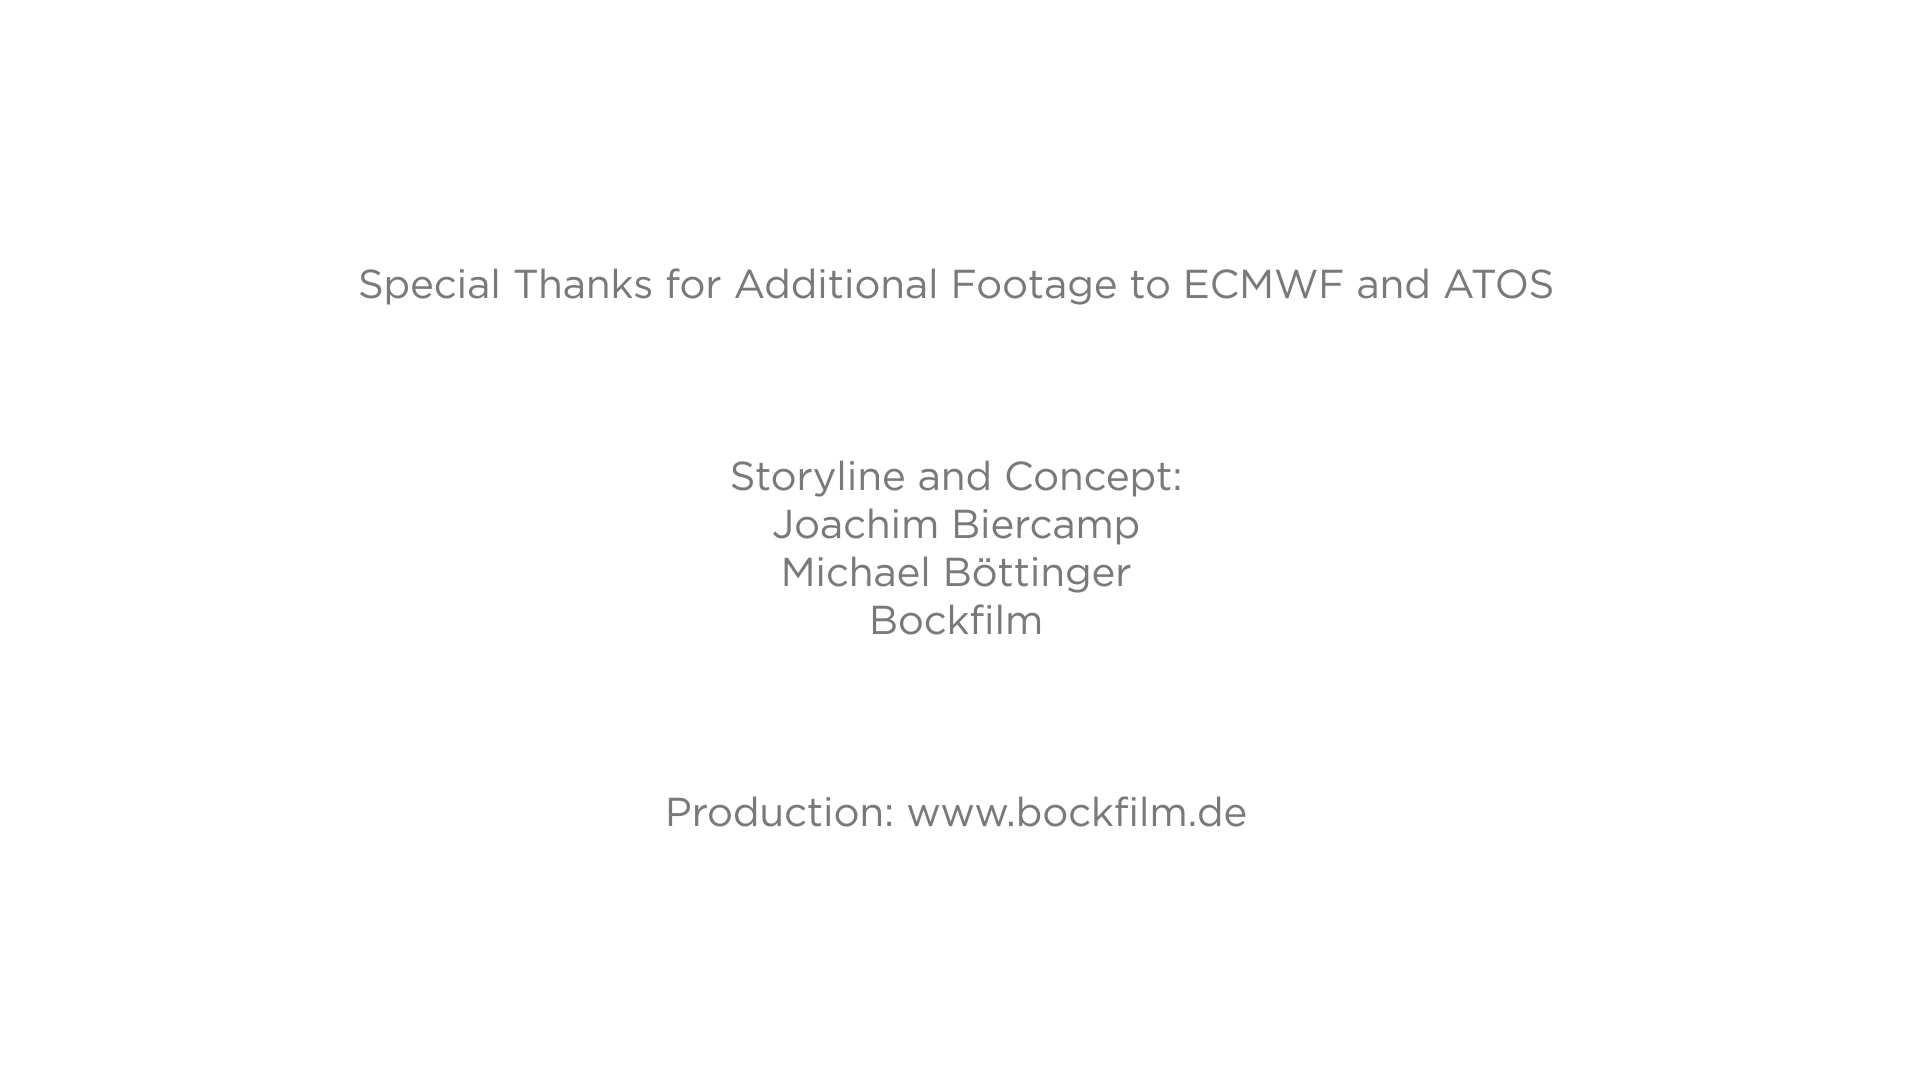 Special Thanks for Additional Footage to ECMWF and ATOS
Storyline and Concept:
Joachim Biercamp
Michael Böttinger
Bockfilm
Production: www.bockfilm.de